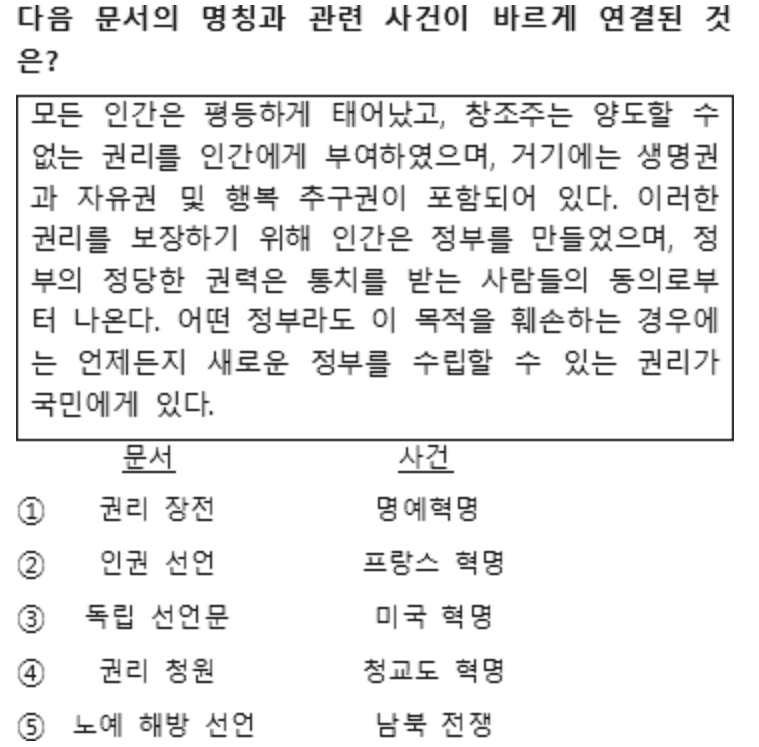 다음 문서의 명칭과 관련 사건이 바르게 연결된 것
은?
모든 인간은 평등하게 태어났고, 창조주는 양도할 수
없는 권리를 인간에게 부여하였으며, 거기에는 생명권
과 자유권 및 행복 추구권이 포함되어 있다. 이러한
권리를 보장하기 위해 인간은 정부를 만들었으며, 정
부의 정당한 권력은 통치를 받는 사람들의 동의로부
터 나온다. 어떤 정부라도 이 목적을 훼손하는 경우에
는 언제든지 새로운 정부를 수립할 수 있는 권리가
국민에게 있다.
문서 사건
① 권리 장전 명예혁명
② 인권 선언 프랑스 혁명
③ 독립 선언문 미국 혁명
④ 권리 청원 청교도 혁명
⑤ 노예 해방 선언 남북 전쟁